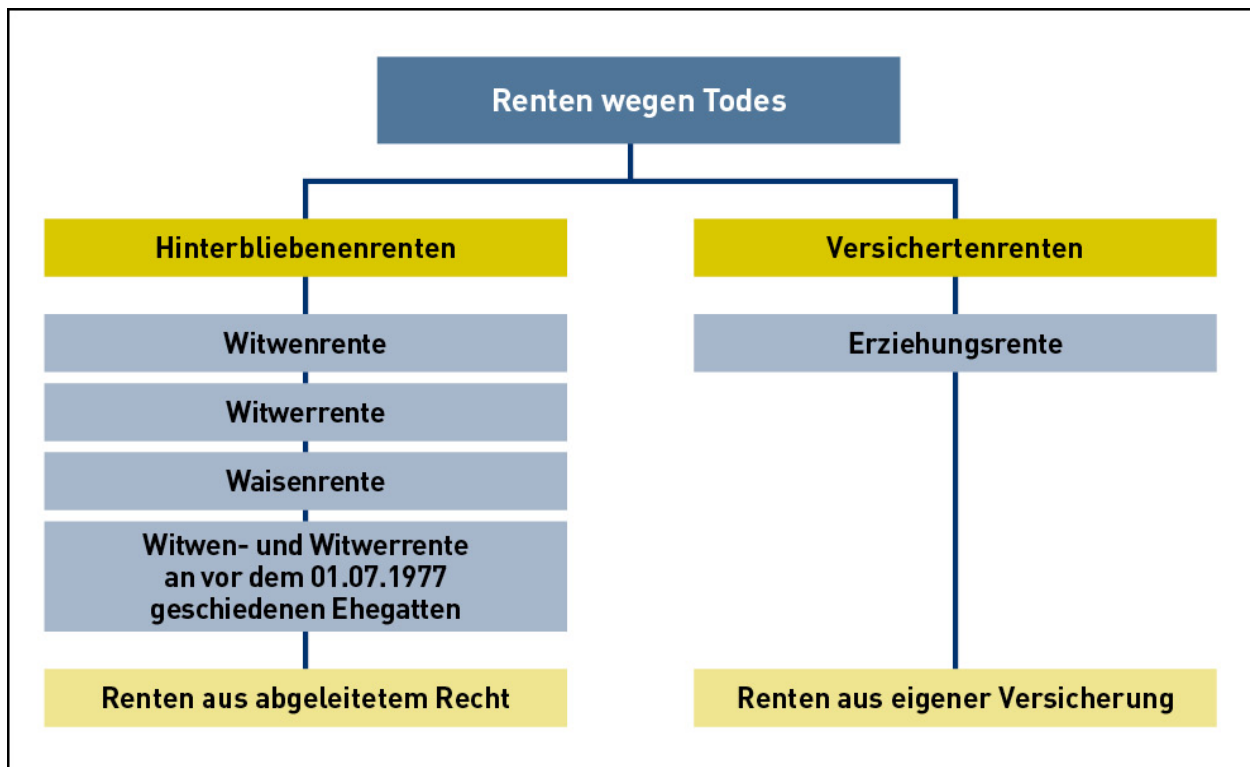 Renten wegen Todes
Hinterbliebenenrenten
Witwenrente
Witwerrente
Waisenrente
Witwen- und Witwerrente
an vor dem 01.07.1977
geschiedenen Ehegatten
Renten aus abgeleitetem Recht
Versichertenrenten
Erziehungsrente
Renten aus eigener Versicherung